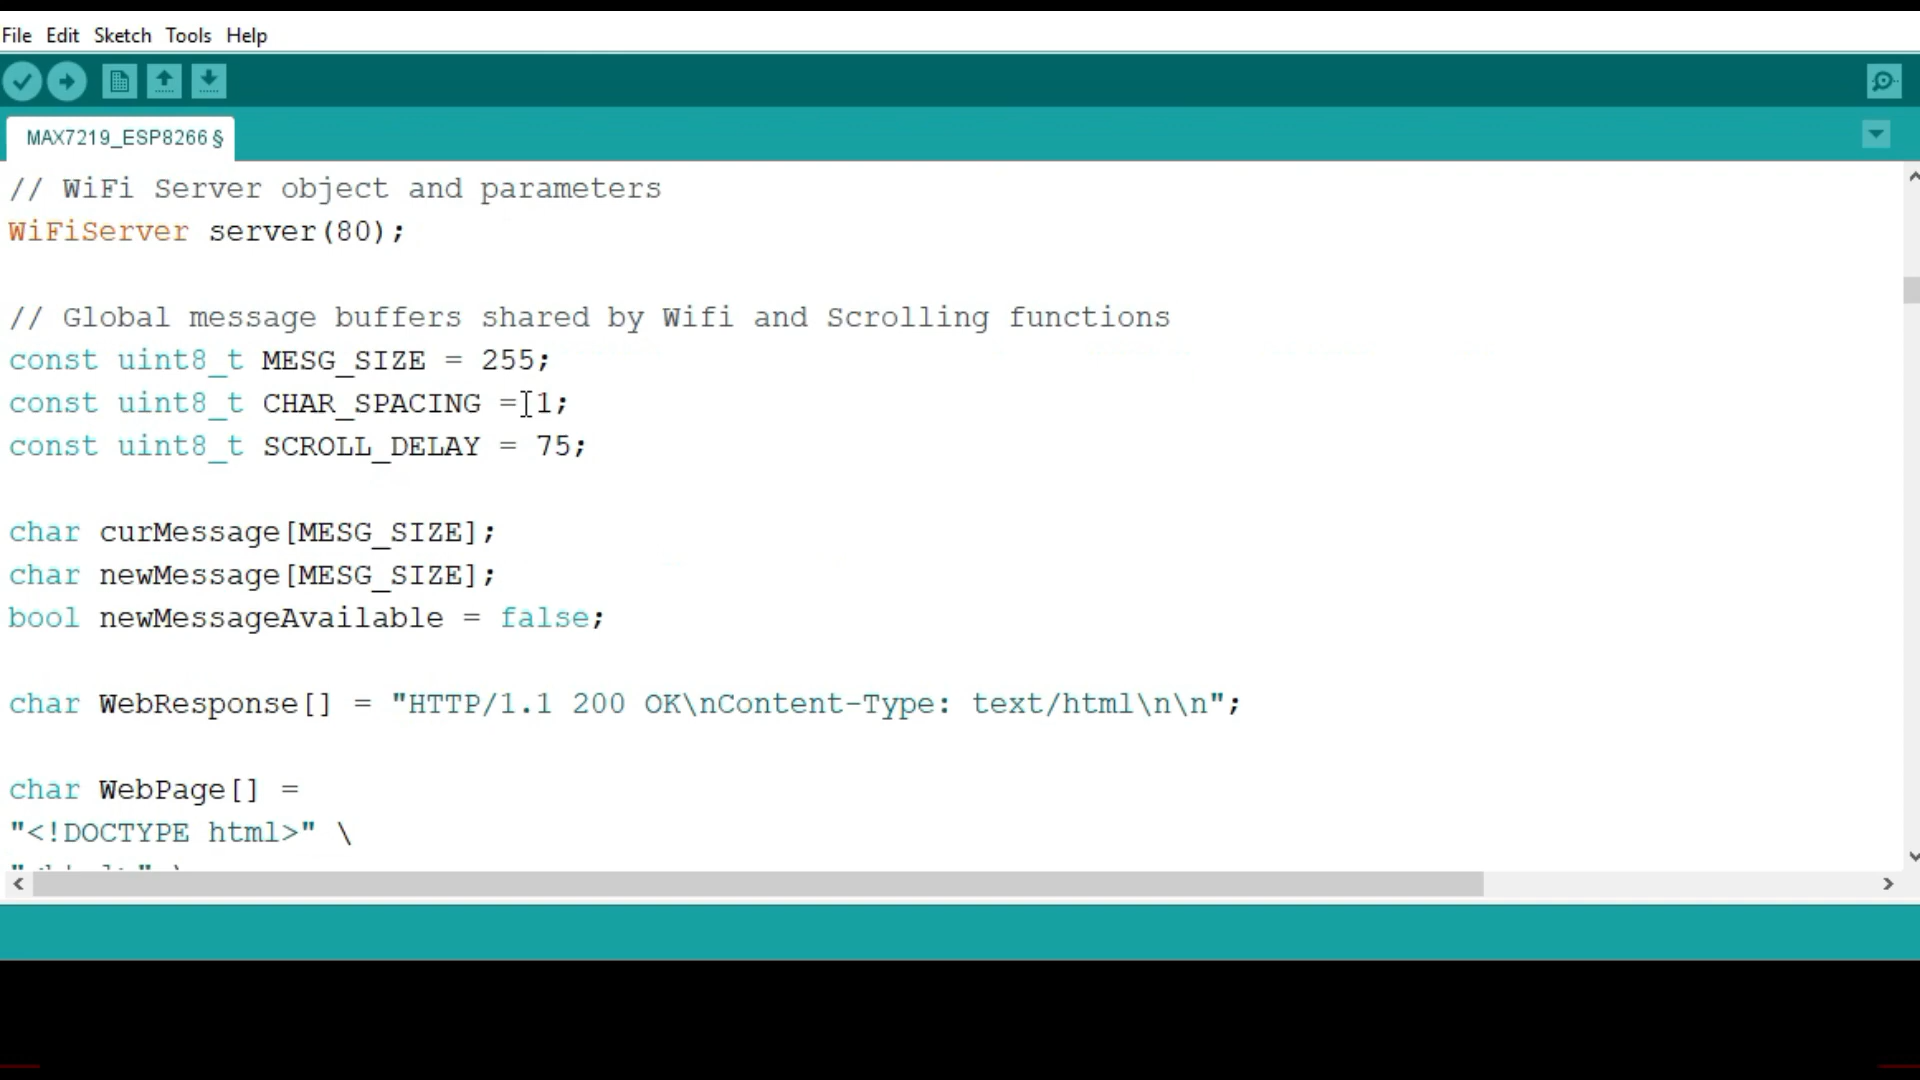 File Edit Sketch Tools Help
MAX7219_ESP8266 §
// WiFi Server object and parameters
WiFiServer server(80);
// Global message buffers shared by Wifi and Scrolling functions
const uint8_t MESG_SIZE = 255;
const uint8_t CHAR_SPACING = 1;
const uint8_t SCROLL_DELAY = 75;
char curMessage[MESG_SIZE];
char newMessage[MESG_SIZE];
bool newMessageAvailable = false;
char WebResponse[] = "HTTP/1.1 200 OK\nContent-Type: text/html\n\n";
char WebPage[] =
"<!DOCTYPE html>" \